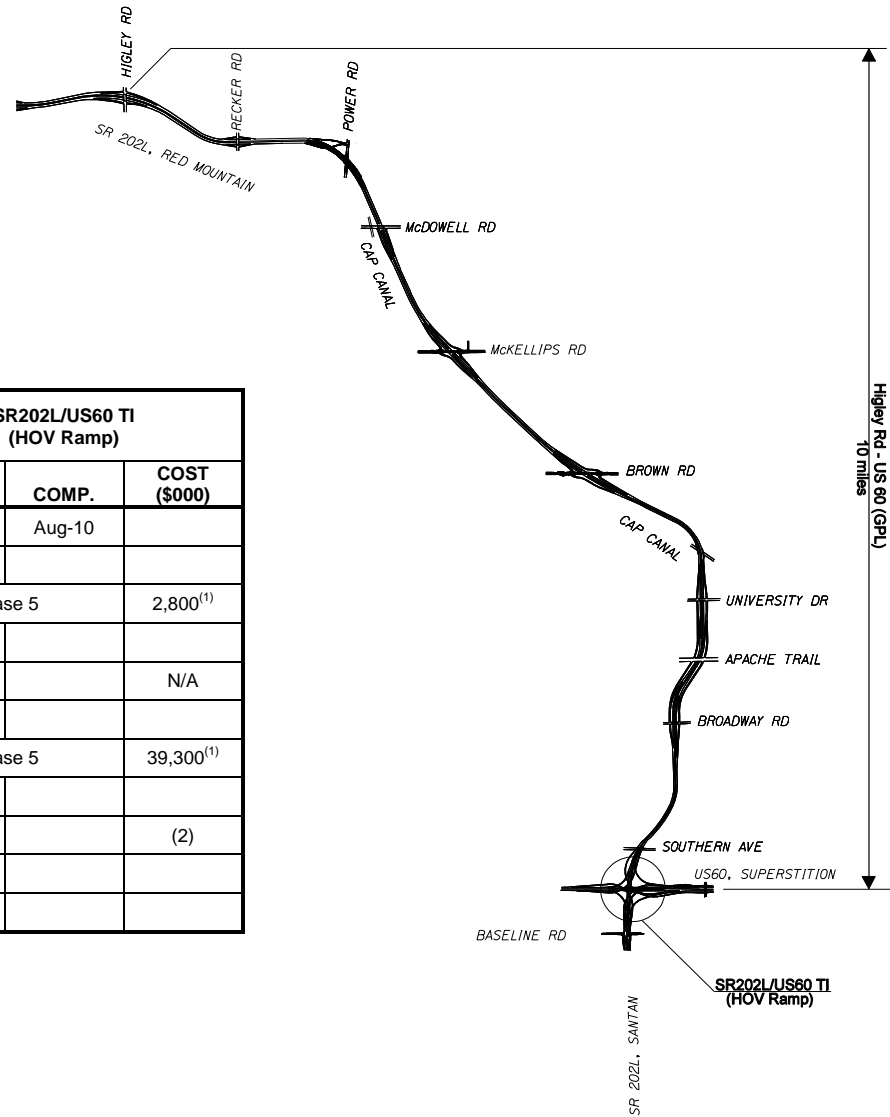 HIGLEY RD
RECKER RD
POWER RD
SR 202L, RED MOUNTAIN
McDOWELL RD
CAP CANAL
McKELLIPS RD
Higley Rd - US 60 (GPL)
10 miles
BROWN RD
CAP CANAL
UNIVERSITY DR
APACHE TRAIL
BROADWAY RD
SOUTHERN AVE
US60, SUPERSTITION
BASELINE RD
SR202L/US60 TI
(HOV Ramp)
SR 202L, SANTAN
SR202L/US60 TI
(HOV Ramp)
COMP. COST
($000)
Aug-10
ase 5 2,800(1)
N/A
ase 5 39,300(1)
(2)